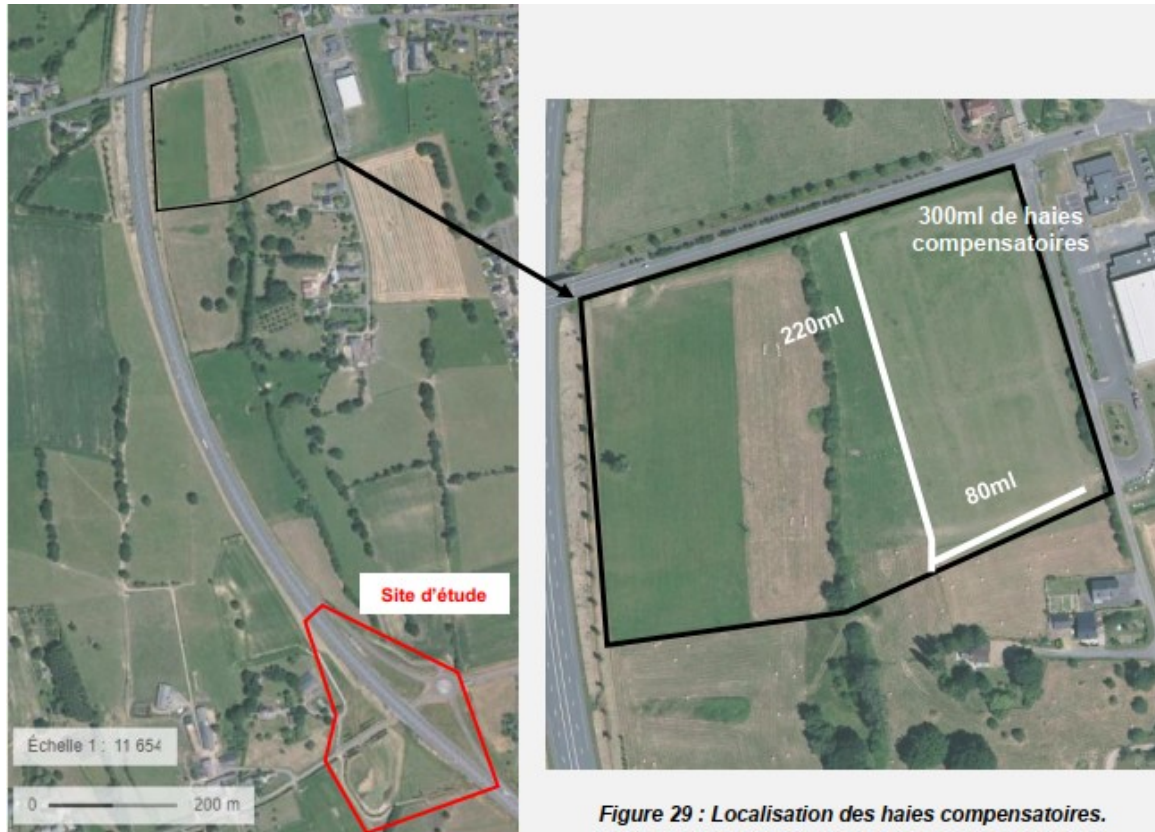 300ml de haies
compensatoires
220ml
80ml
Site d'étude
Échelle 1 : 11 654
0 200 m
Figure 29 : Localisation des haies compensatoires.